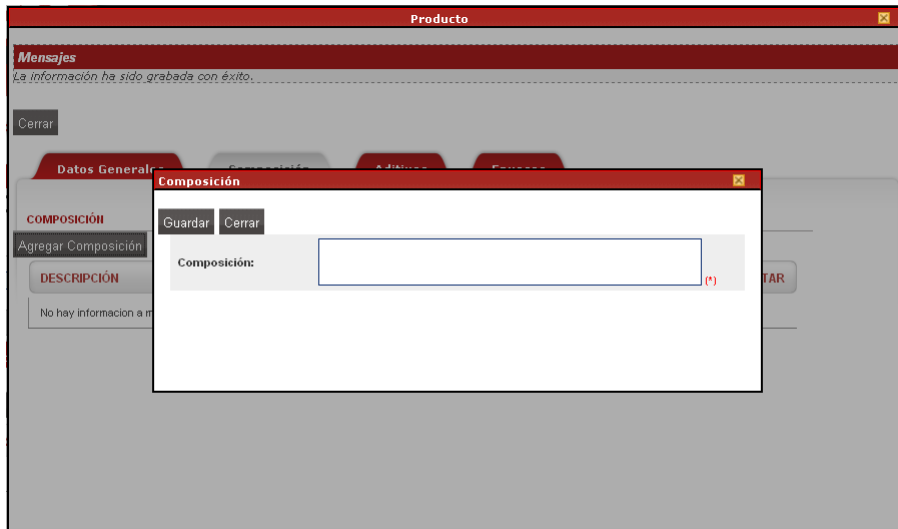 Producto
Mensajes
La información ha sido grabada con éxito.
Cerrar
Datos Generales
Composición
COMPOSICIÓN
Guardar Cerrar
Agregar Composición
Composición:
(*)
DESCRIPCIÓN
TAR
No hay informacion a m